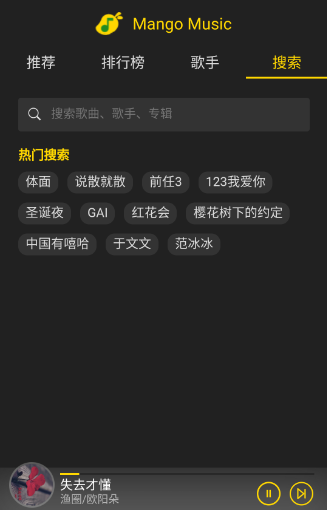 Mango Music
推荐 排行榜 歌手 搜索
搜索歌曲、歌手、专辑
热门搜索
体面 说散就散 前任3 123我爱你
圣诞夜 GAI 红花会 樱花树下的约定
中国有嘻哈 于文文 范冰冰
失去才懂
渔圈/欧阳朵